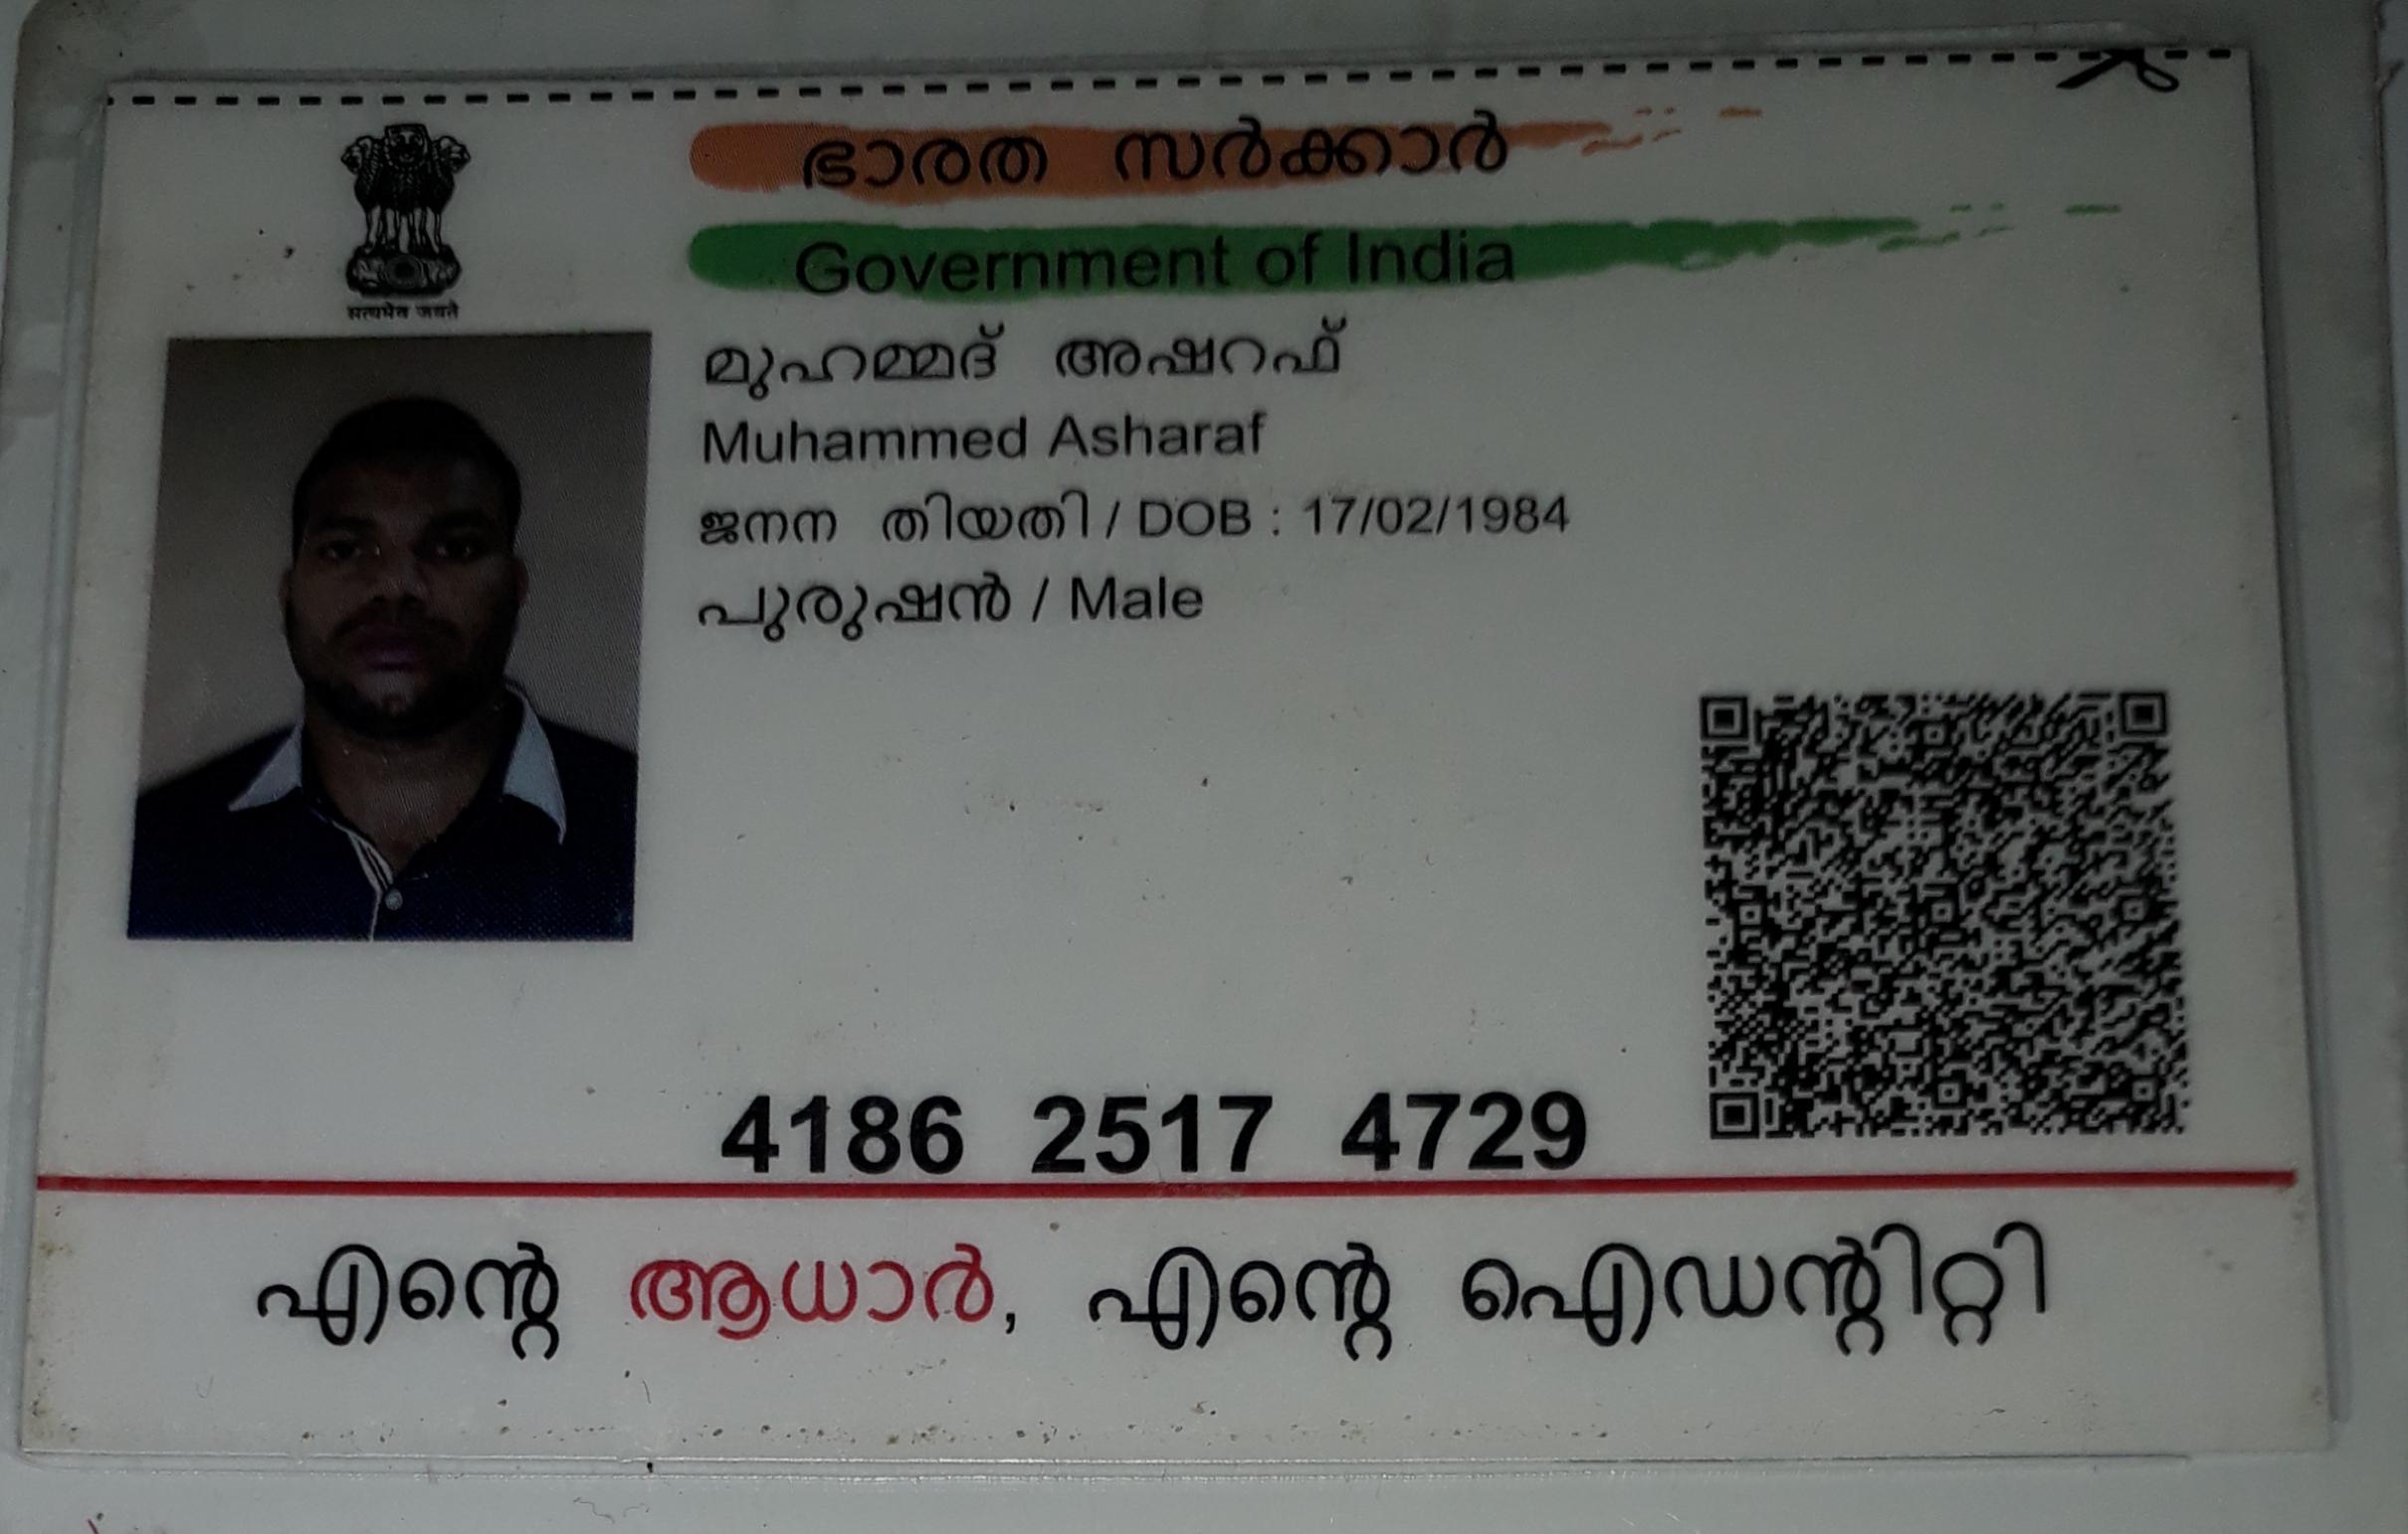 ഭാരത സർക്കാർ
Government of India
सत्यमेव जयते
മുഹമ്മദ് അഷറഫ്
Muhammed Asharaf
ജനന തിയതി / DOB : 17/02/1984
പുരുഷൻ / Male
4186 2517 4729
എന്റെ ആധാർ, എന്റെ ഐഡന്റിറ്റി